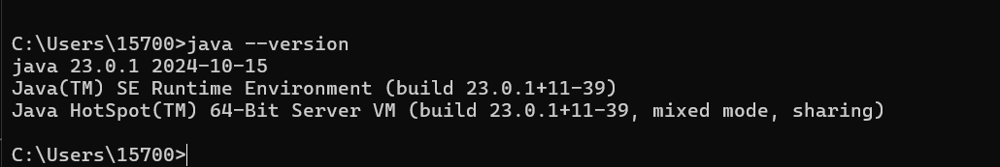 C:\Users\15700>java --version
java 23.0.1 2024-10-15
Java(TM) SE Runtime Environment (build 23.0.1+11-39)
Java HotSpot(TM) 64-Bit Server VM (build 23.0.1+11-39, mixed mode, sharing)
C:\Users\15700>